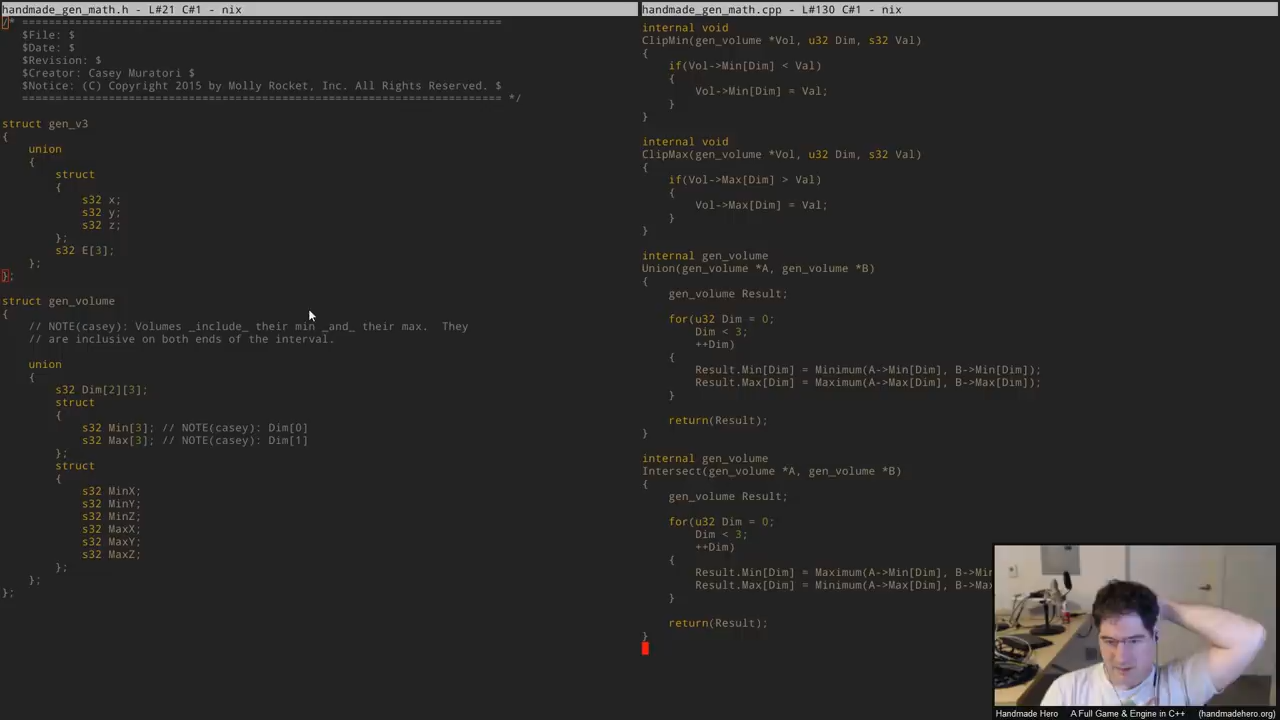 handmade_gen_math.h - L#21 C#1 - nix
/* ========================================================================
   $File: $
   $Date: $
   $Revision: $
   $Creator: Casey Muratori $
   $Notice: (C) Copyright 2015 by Molly Rocket, Inc. All Rights Reserved. $
   ======================================================================== */
struct gen_v3
{
    union
    {
        struct
        {
            s32 x;
            s32 y;
            s32 z;
        };
        s32 E[3];
    };
};
struct gen_volume
{
    // NOTE(casey): Volumes _include_ their min _and_ their max.  They
    // are inclusive on both ends of the interval.
    union
    {
        s32 Dim[2][3];
        struct
        {
            s32 Min[3]; // NOTE(casey): Dim[0]
            s32 Max[3]; // NOTE(casey): Dim[1]
        };
        struct
        {
            s32 MinX;
            s32 MinY;
            s32 MinZ;
            s32 MaxX;
            s32 MaxY;
            s32 MaxZ;
        };
    };
};
handmade_gen_math.cpp - L#130 C#1 - nix
internal void
ClipMin(gen_volume *Vol, u32 Dim, s32 Val)
{
    if(Vol->Min[Dim] < Val)
    {
        Vol->Min[Dim] = Val;
    }
}
internal void
ClipMax(gen_volume *Vol, u32 Dim, s32 Val)
{
    if(Vol->Max[Dim] > Val)
    {
        Vol->Max[Dim] = Val;
    }
}
internal gen_volume
Union(gen_volume *A, gen_volume *B)
{
    gen_volume Result;
    for(u32 Dim = 0;
        Dim < 3;
        ++Dim)
    {
        Result.Min[Dim] = Minimum(A->Min[Dim], B->Min[Dim]);
        Result.Max[Dim] = Maximum(A->Max[Dim], B->Max[Dim]);
    }
    return(Result);
}
internal gen_volume
Intersect(gen_volume *A, gen_volume *B)
{
    gen_volume Result;
    for(u32 Dim = 0;
        Dim < 3;
        ++Dim)
    {
        Result.Min[Dim] = Maximum(A->Min[Dim], B->Mi
        Result.Max[Dim] = Maximum(A->Max[Dim], B->Ma
    }
    return(Result);
}
Handmade Hero    A Full Game & Engine in C++    (handmadehero.org)